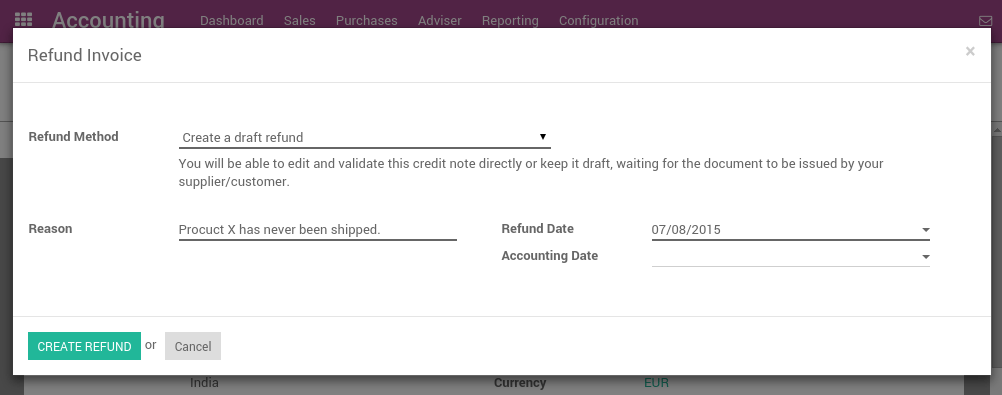 Accounting Dashboard Sales Purchases Adviser Reporting Configuration
Refund Invoice ×
Refund Method Create a draft refund
You will be able to edit and validate this credit note directly or keep it draft, waiting for the document to be issued by your
supplier/customer.
Reason Procuct X has never been shipped. Refund Date 07/08/2015
Accounting Date
CREATE REFUND or Cancel
India Currency EUR